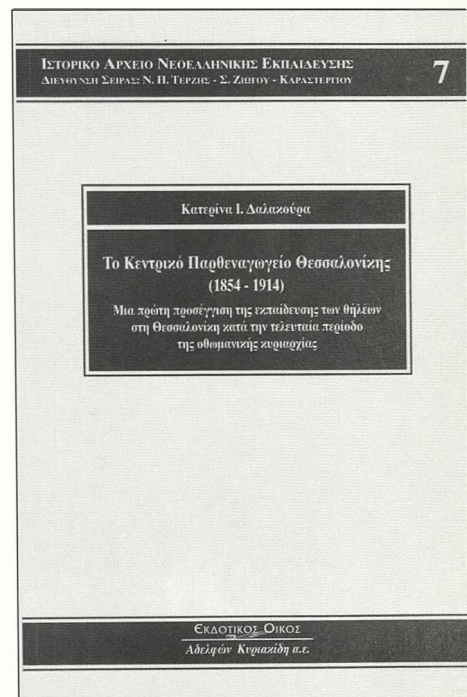 ΙΣΤΟΡΙΚΟ ΑΡΧΕΙΟ ΝΕΟΕΛΛΗΝΙΚΗΣ ΕΚΠΑΙΔΕΥΣΗΣ
ΔΙΕΥΘΥΝΣΗ ΣΕΙΡΑΣ: Ν. Π. ΤΕΡΖΗΣ - Σ. ΖΙΩΓΟΥ - ΚΑΡΑΣΤΕΡΓΙΟΥ
7
Κατερίνα Ι. Δαλακούρα
Το Κεντρικό Παρθεναγωγείο Θεσσαλονίκης
(1854 - 1914)
Μια πρώτη προσέγγιση της εκπαίδευσης των θηλέων
στη Θεσσαλονίκη κατά την τελευταία περίοδο
της οθωμανικής κυριαρχίας
ΕΚΔΟΤΙΚΟΣ ΟΙΚΟΣ
Αδελφών Κυριακίδη α.ε.